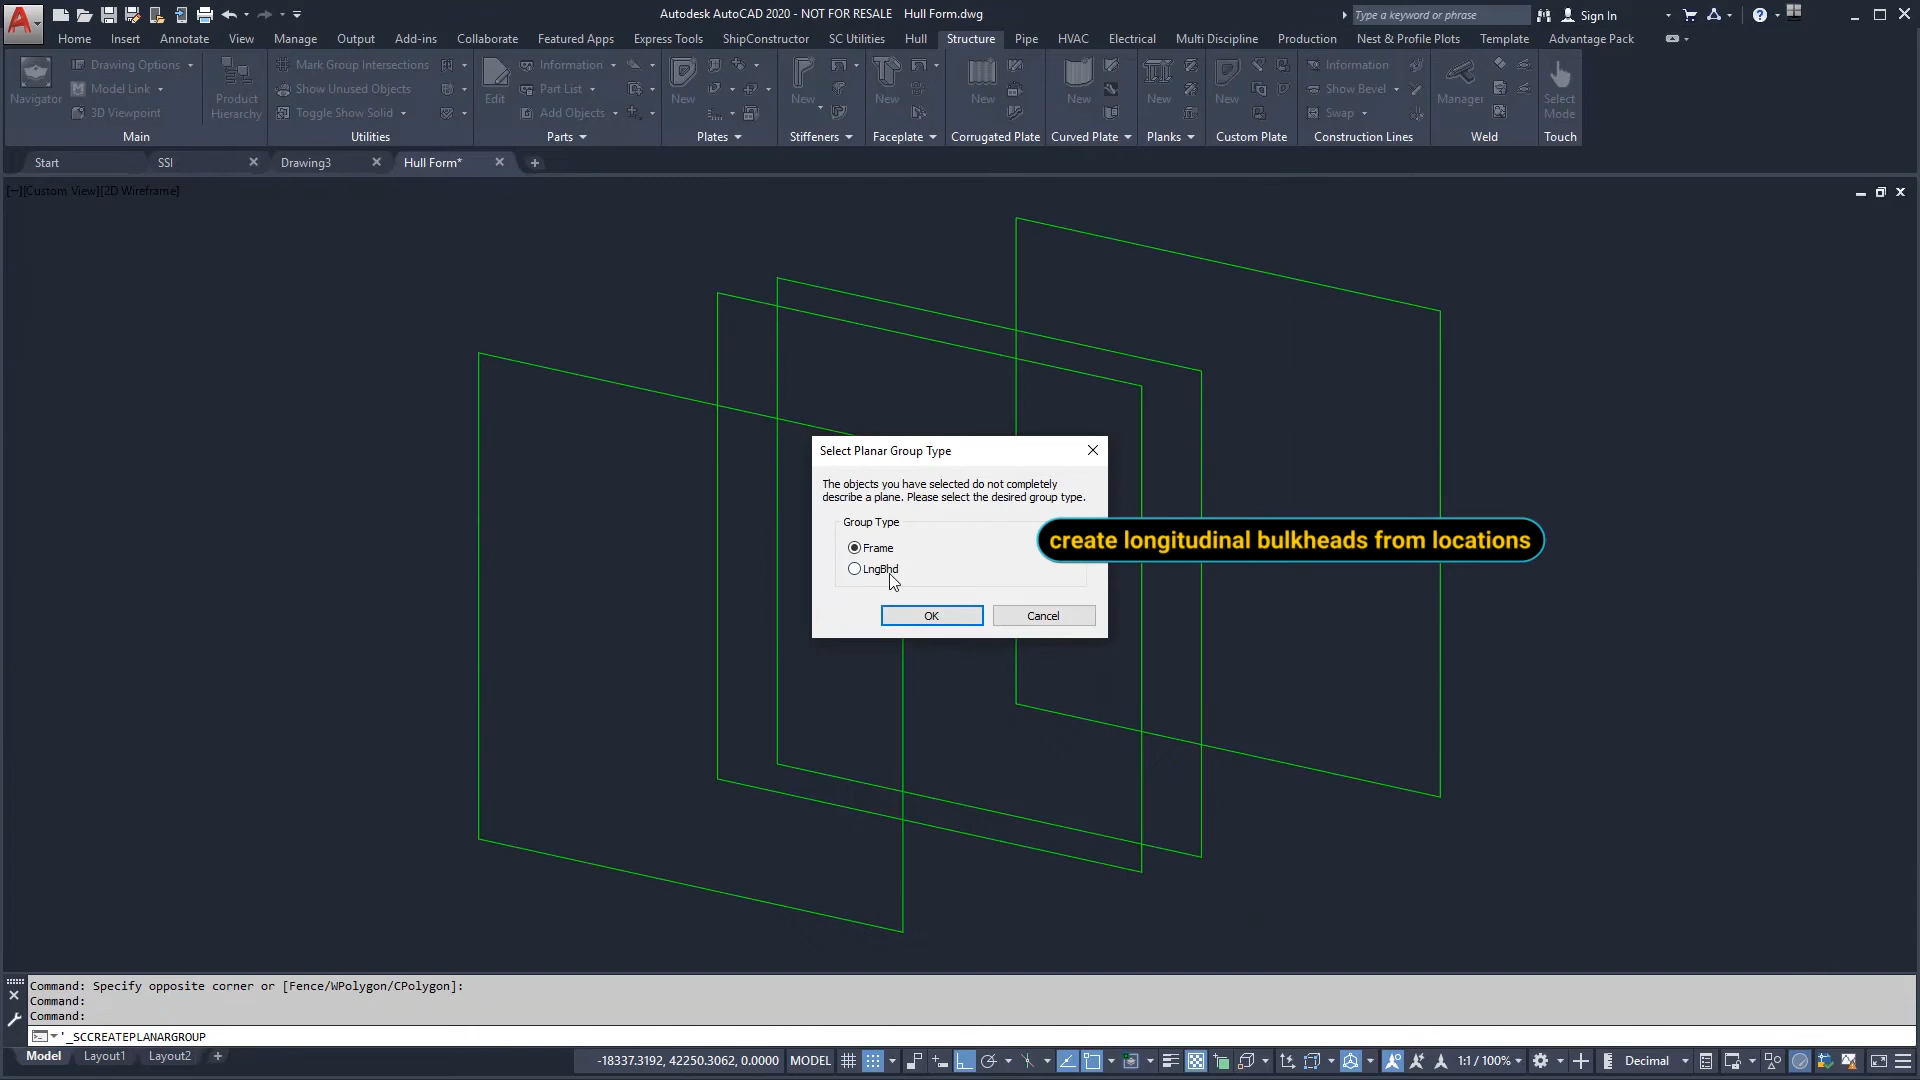 Autodesk AutoCAD 2020 - NOT FOR RESALE Hull Form.dwg
Type a keyword or phrase
Sign In
Home Insert Annotate View Manage Output Add-ins Collaborate Featured Apps Express Tools ShipConstructor SC Utilities Hull Structure Pipe HVAC Electrical Multi Discipline Production Nest & Profile Plots Template Advantage Pack
Navigator
Drawing Options
Model Link
3D Viewpoint
Product
Hierarchy
Mark Group Intersections
Show Unused Objects
Toggle Show Solid
Edit
Information
Part List
Add Objects
New
New
New
New
New
New
New
Information
Show Bevel
Swap
Manager
Select
Mode
Main Utilities Parts Plates Stiffeners Faceplate Corrugated Plate Curved Plate Planks Custom Plate Construction Lines Weld Touch
Start SSI Drawing3 Hull Form*
[−][Custom View][2D Wireframe]
Select Planar Group Type
The objects you have selected do not completely
describe a plane. Please select the desired group type.
Group Type
Frame
LngBhd
OK Cancel
create longitudinal bulkheads from locations
Command: Specify opposite corner or [Fence/WPolygon/CPolygon]:
Command:
Command:
'_SCCREATEPLANARGROUP
Model Layout1 Layout2
-18337.3192, 42250.3062, 0.0000 MODEL 1:1 / 100% Decimal